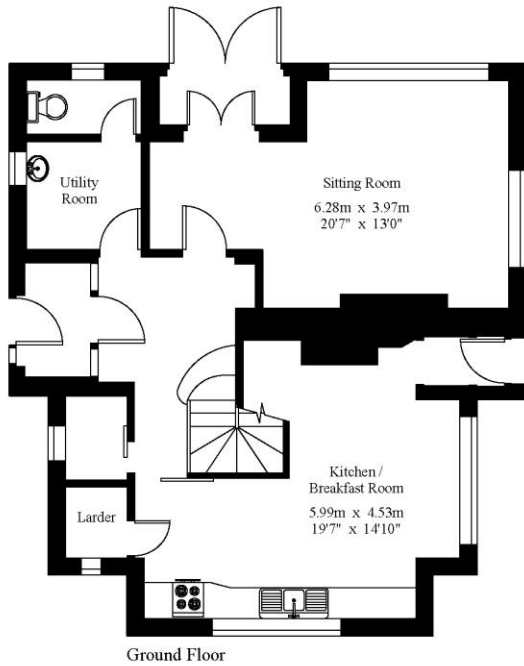 Utility
Room
Sitting Room
6.28m x 3.97m
20'7" x 13'0"
Kitchen /
Breakfast Room
5.99m x 4.53m
19'7" x 14'10"
Larder
Ground Floor